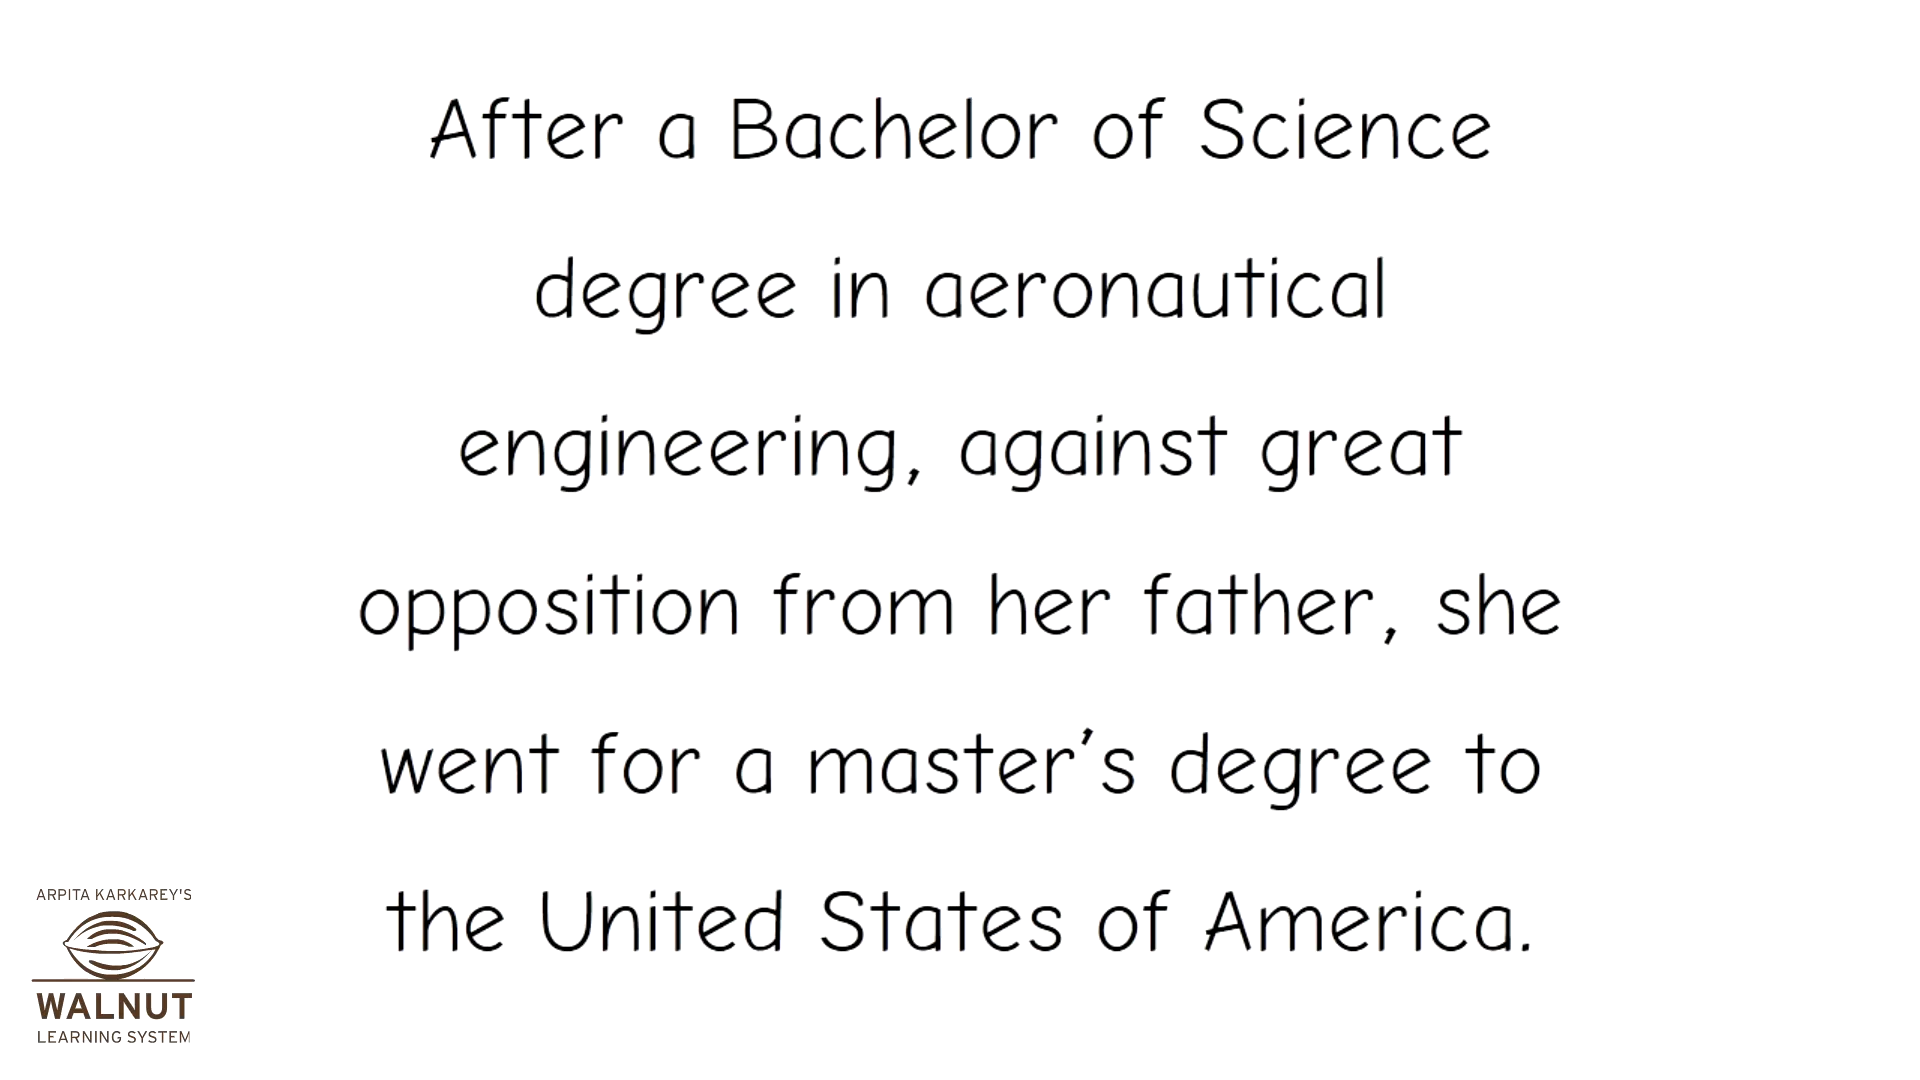 After a Bachelor of Science
degree in aeronautical
engineering, against great
opposition from her father, she
went for a master’s degree to
the United States of America.
ARPITA KARKAREY'S
WALNUT
LEARNING SYSTEM